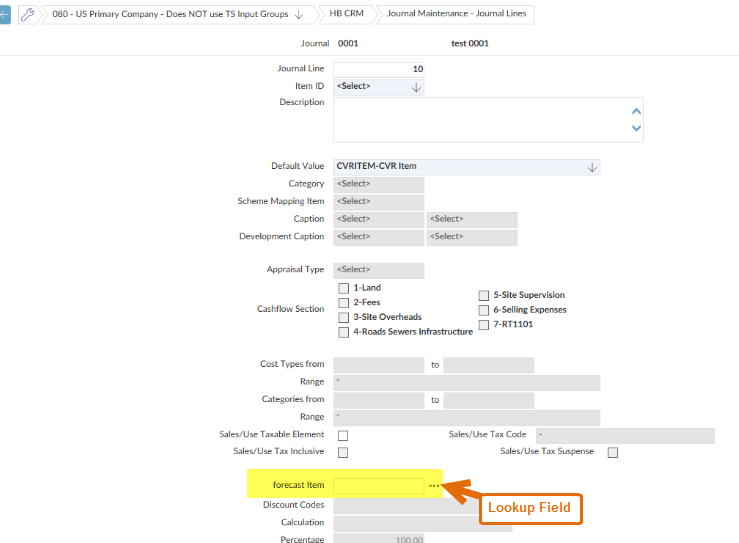 080 - US Primary Company - Does NOT use TS Input Groups HB CRM Journal Maintenance - Journal Lines
Journal 0001 test 0001
Journal Line 10
Item ID <Select>
Description
Default Value CVRITEM-CVR Item
Category <Select>
Scheme Mapping Item <Select>
Caption <Select> <Select>
Development Caption <Select> <Select>
Appraisal Type <Select>
Cashflow Section
1-Land
2-Fees
3-Site Overheads
4-Roads Sewers Infrastructure
5-Site Supervision
6-Selling Expenses
7-RT1101
Cost Types from to
Range *
Categories from to
Range *
Sales/Use Taxable Element Sales/Use Tax Code -
Sales/Use Tax Inclusive Sales/Use Tax Suspense
forecast Item ...
Lookup Field
Discount Codes
Calculation
Percentage 100.00